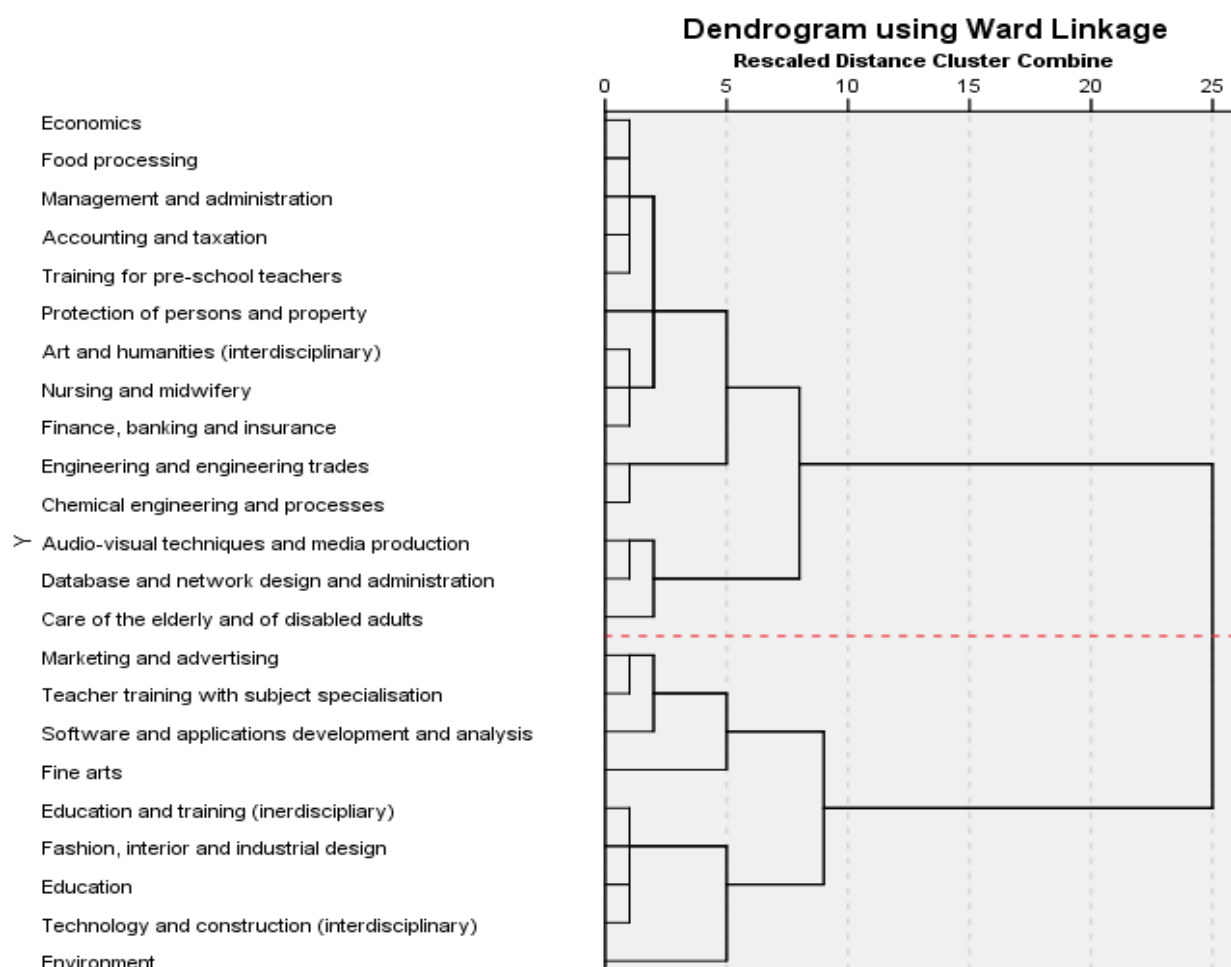 Dendrogram using Ward Linkage
Rescaled Distance Cluster Combine
0 5 10 15 20 25
Economics
Food processing
Management and administration
Accounting and taxation
Training for pre-school teachers
Protection of persons and property
Art and humanities (interdisciplinary)
Nursing and midwifery
Finance, banking and insurance
Engineering and engineering trades
Chemical engineering and processes
Y
Audio-visual techniques and media production
Database and network design and administration
Care of the elderly and of disabled adults
Marketing and advertising
Teacher training with subject specialisation
Software and applications development and analysis
Fine arts
Education and training (inerdiscipliary)
Fashion, interior and industrial design
Education
Technology and construction (interdisciplinary)
Environment